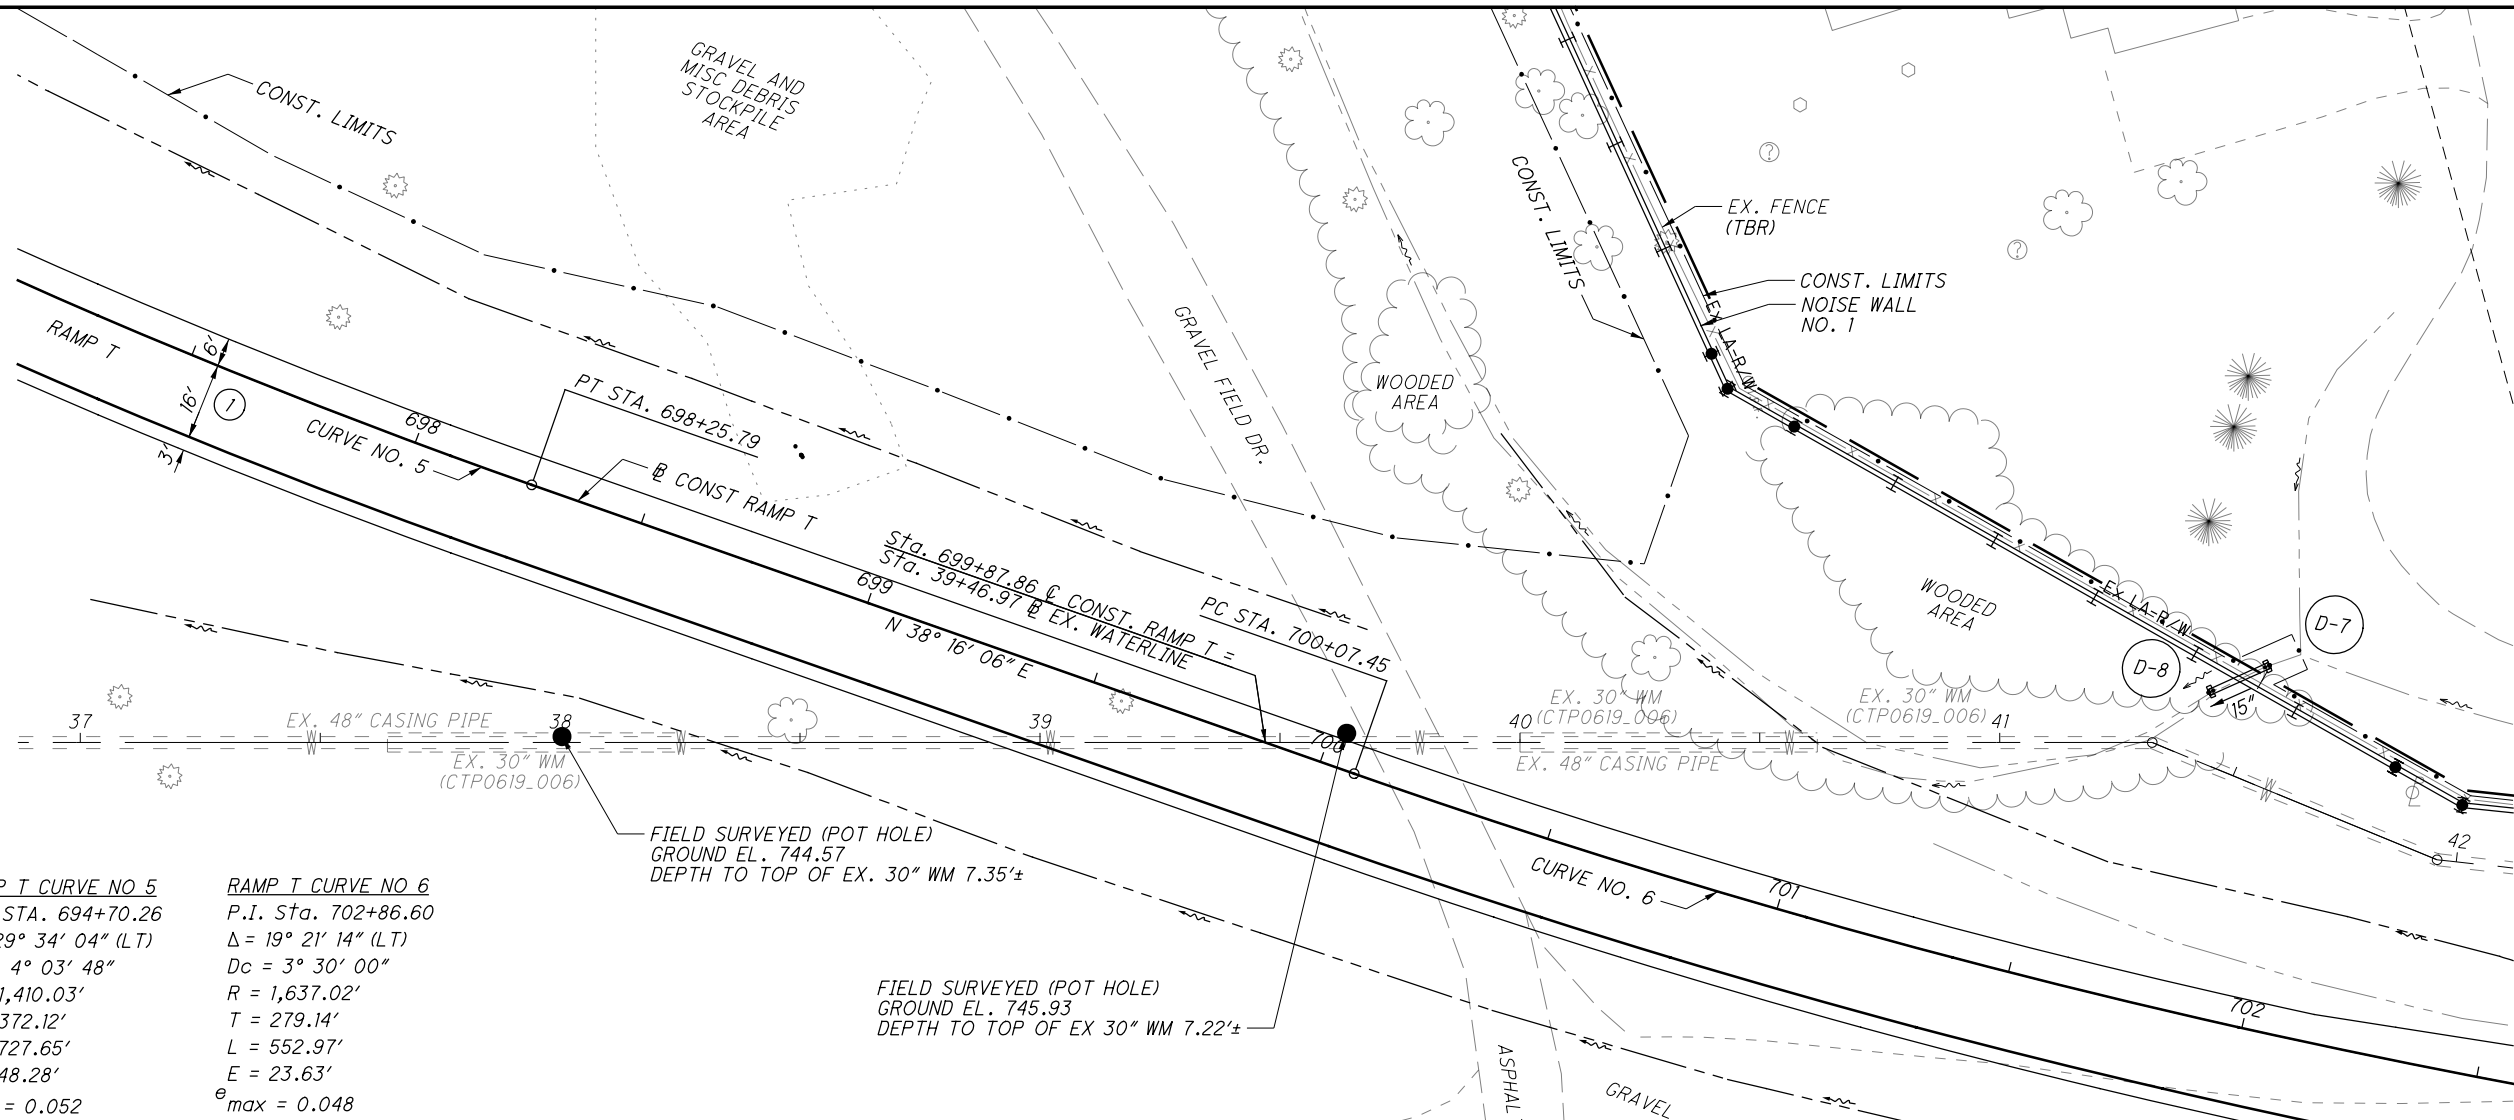 GRAVEL AND
MISC DEBRIS
STOCKPILE
AREA
CONST. LIMITS
RAMP T
6'
16'
3'
1
CURVE NO. 5
698
PT STA. 698+25.79
℄ CONST RAMP T
GRAVEL FIELD DR.
WOODED
AREA
CONST. LIMITS
EX. FENCE
(TBR)
CONST. LIMITS
NOISE WALL
NO. 1
EX LA-R/W
WOODED
AREA
EX LA-R/W
D-7
D-8
15"
Sta. 699+87.86 ℄ CONST. RAMP T =
Sta. 39+46.97 ℄ EX. WATERLINE
699
N 38° 16' 06" E
PC STA. 700+07.45
700
37
EX. 48" CASING PIPE
38
39
40
41
42
W
W
W
W
W
W
EX. 30" WM
(CTP0619_006)
EX. 30" WM
(CTP0619_006)
EX. 30" WM
(CTP0619_006)
EX. 48" CASING PIPE
?
?
FIELD SURVEYED (POT HOLE)
GROUND EL. 744.57
DEPTH TO TOP OF EX. 30" WM 7.35'±
FIELD SURVEYED (POT HOLE)
GROUND EL. 745.93
DEPTH TO TOP OF EX 30" WM 7.22'±
CURVE NO. 6
701
702
ASPHAL
GRAVEL
P T CURVE NO 5
STA. 694+70.26
29° 34' 04" (LT)
4° 03' 48"
1,410.03'
372.12'
727.65'
48.28'
= 0.052
RAMP T CURVE NO 6
P.I. Sta. 702+86.60
Δ = 19° 21' 14" (LT)
Dc = 3° 30' 00"
R = 1,637.02'
T = 279.14'
L = 552.97'
E = 23.63'
e max = 0.048